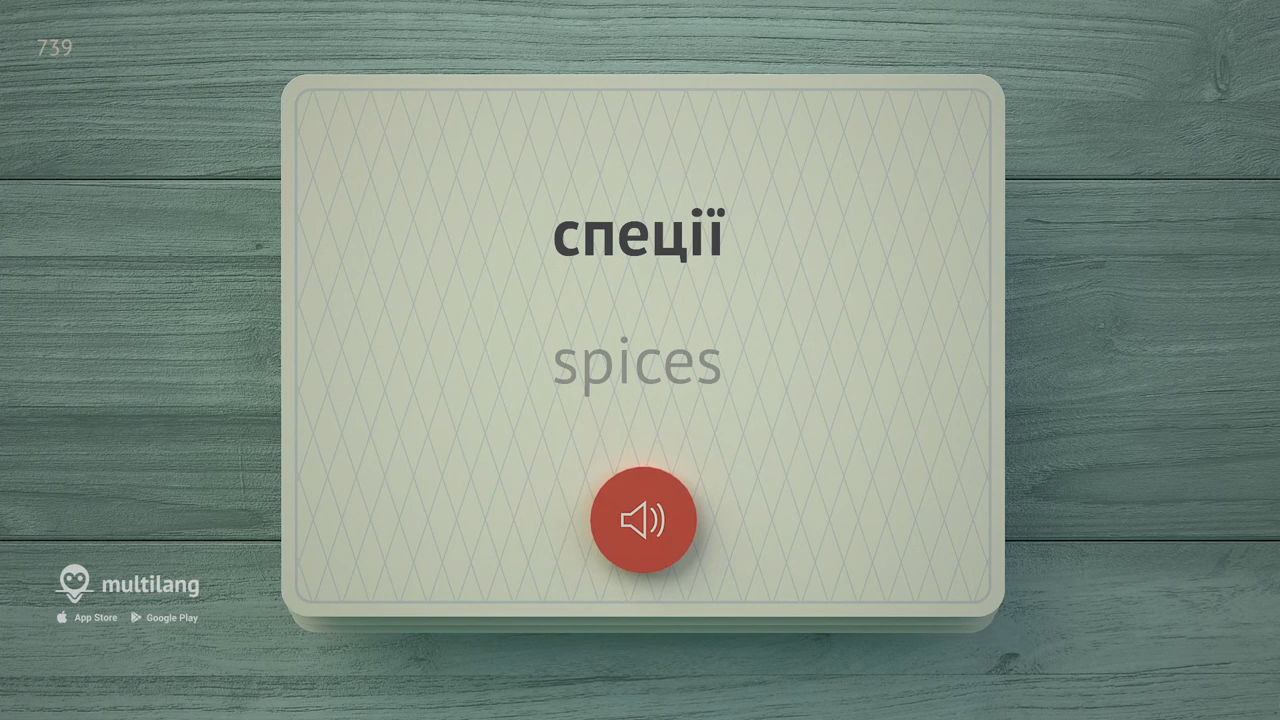 739
спеції
spices
multilang
App Store
Google Play